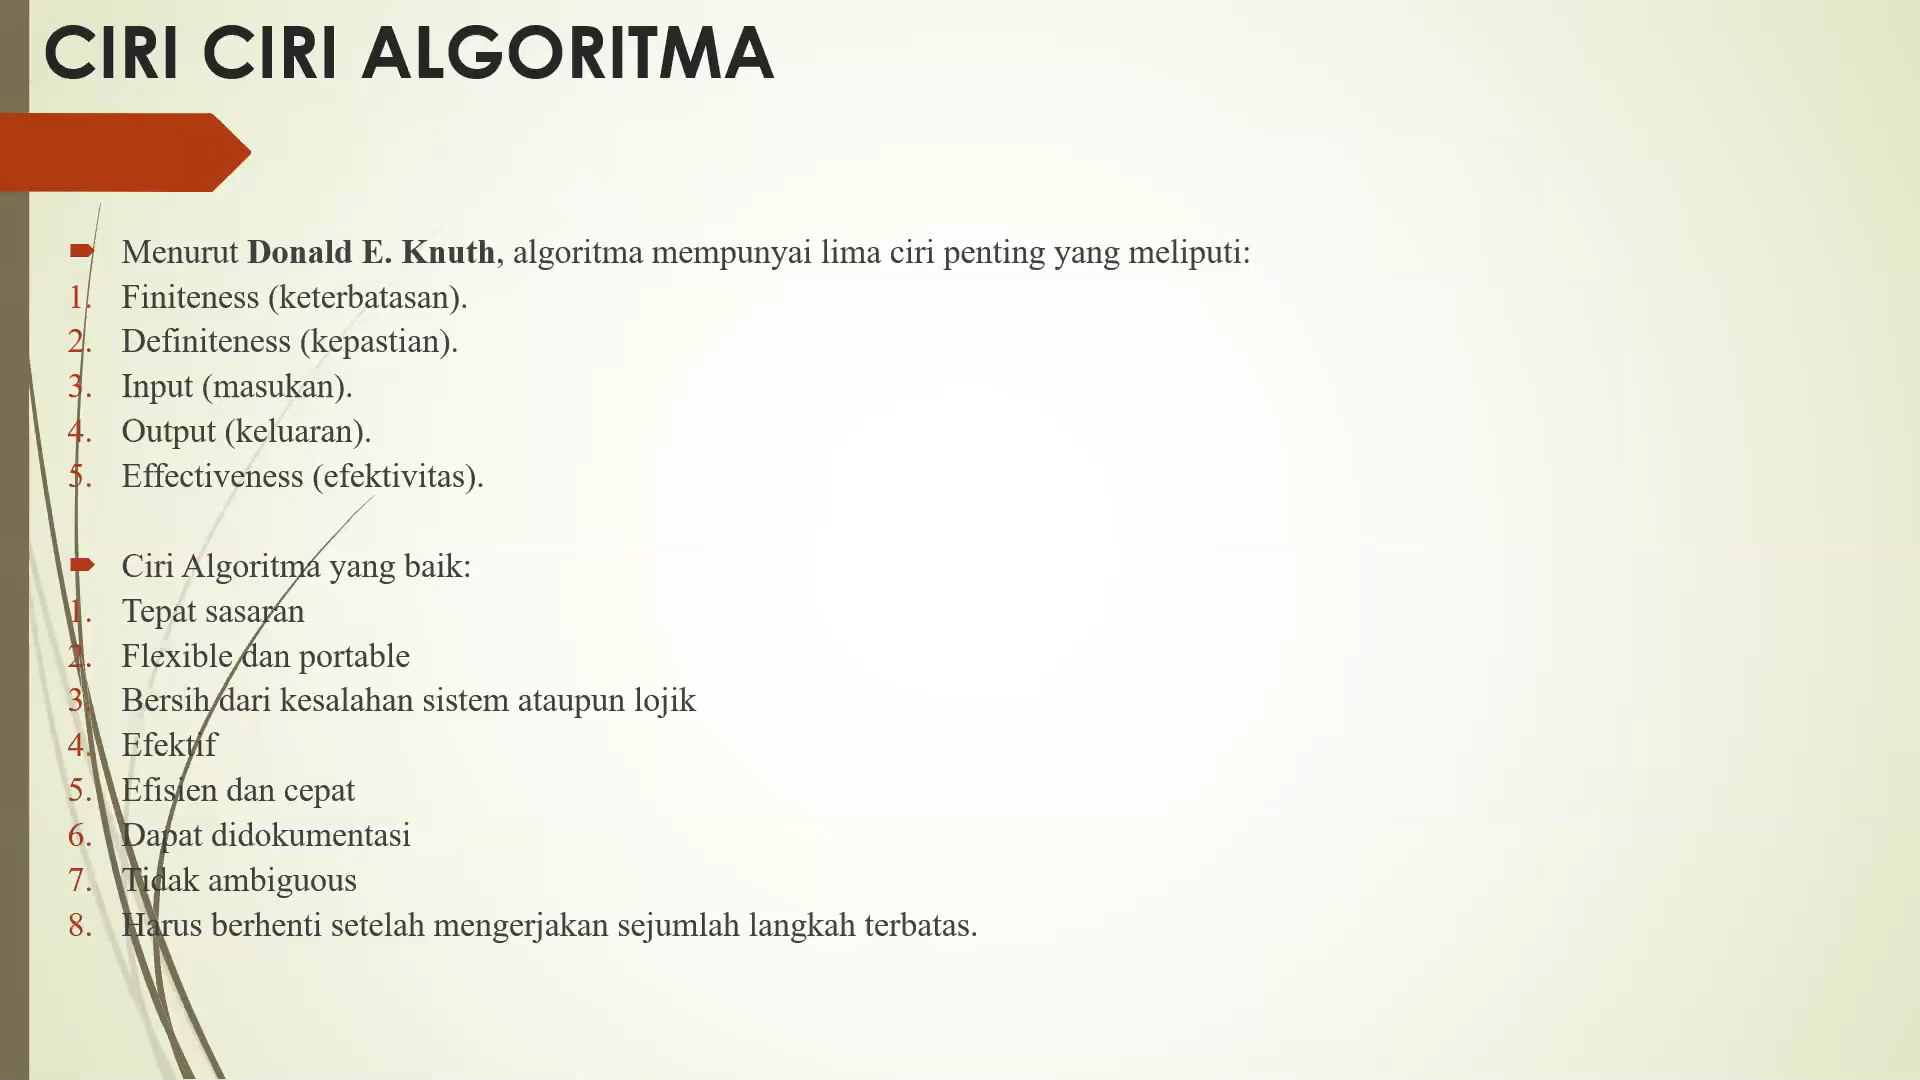 CIRI CIRI ALGORITMA
Menurut Donald E. Knuth, algoritma mempunyai lima ciri penting yang meliputi:
1. Finiteness (keterbatasan).
2. Definiteness (kepastian).
3. Input (masukan).
4. Output (keluaran).
5. Effectiveness (efektivitas).
Ciri Algoritma yang baik:
1. Tepat sasaran
2. Flexible dan portable
3. Bersih dari kesalahan sistem ataupun lojik
4. Efektif
5. Efisien dan cepat
6. Dapat didokumentasi
7. Tidak ambiguous
8. Harus berhenti setelah mengerjakan sejumlah langkah terbatas.